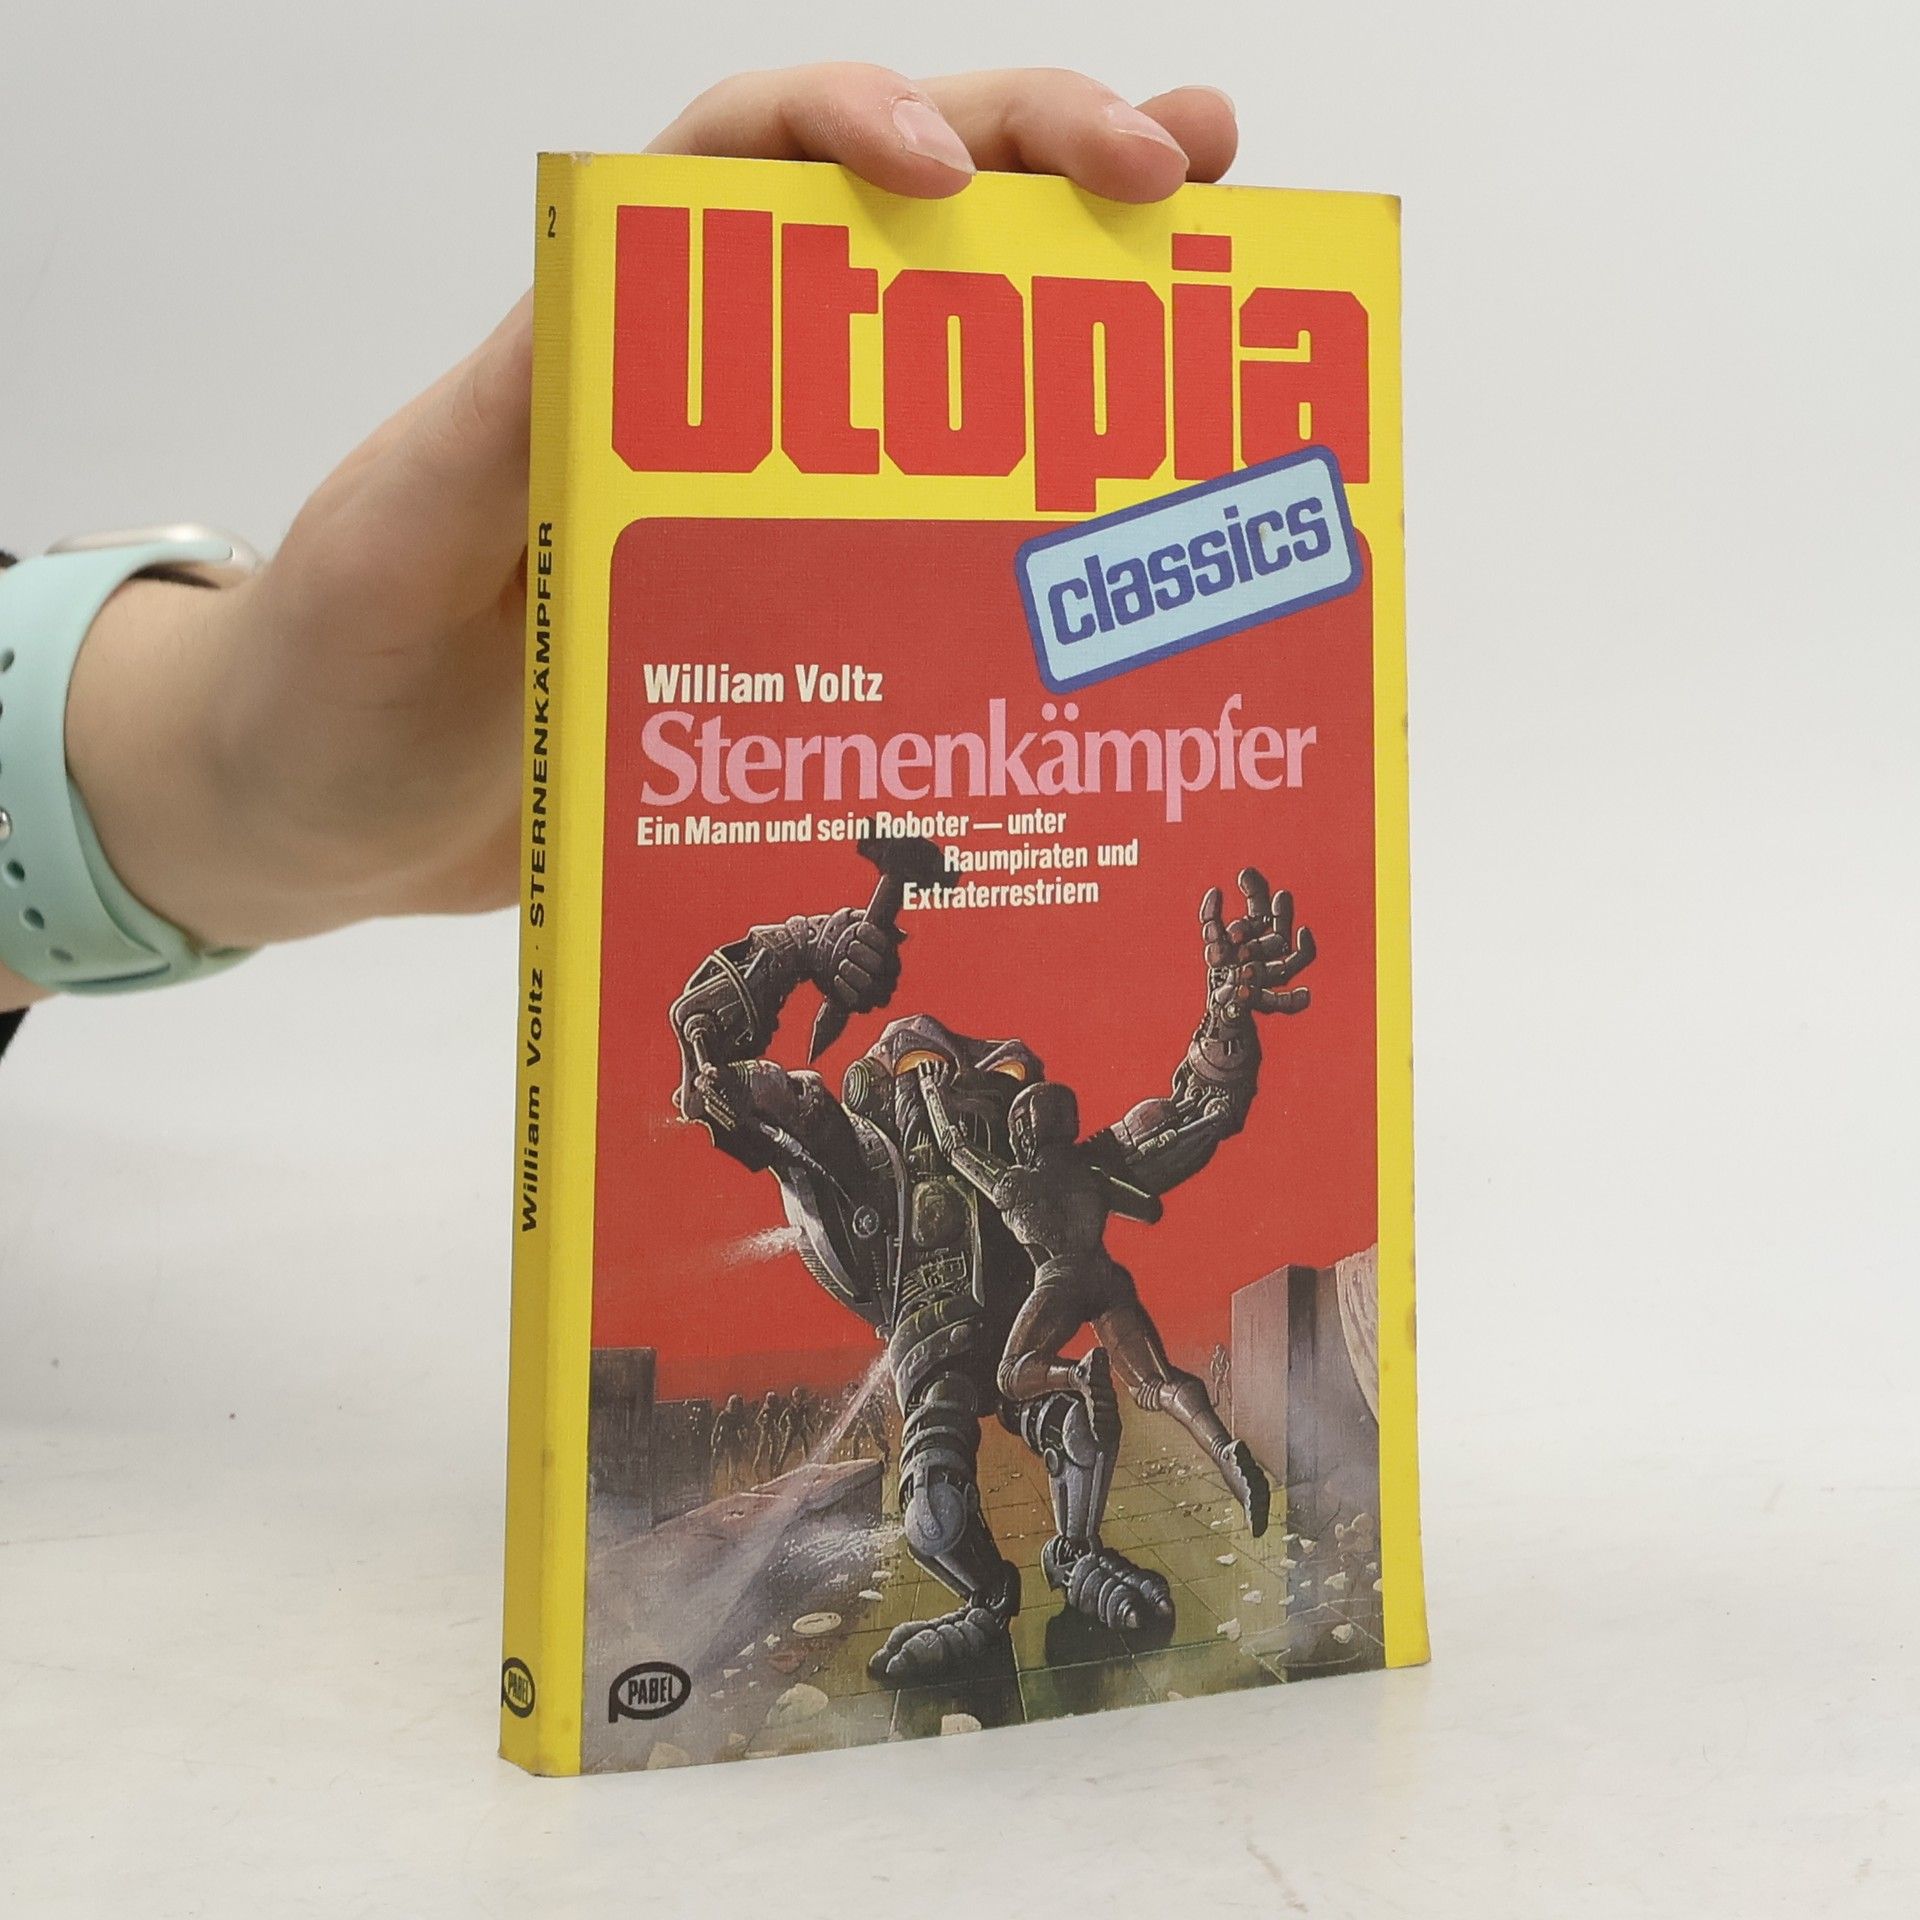 2
William Voltz · STERNENKÄMPFER
PABEL
Utopia
classics
William Voltz
Sternenkämpfer
Ein Mann und sein Roboter — unter
Raumpiraten und
Extraterrestriern
PABEL